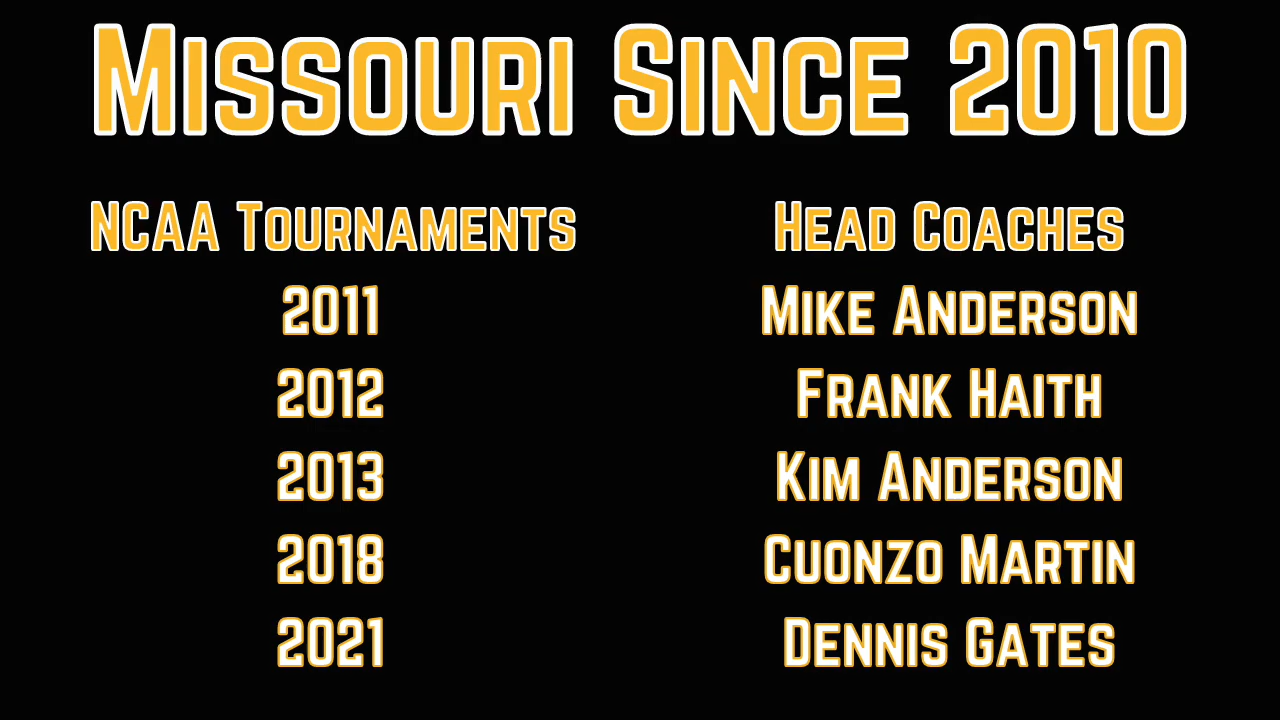 Missouri Since 2010
NCAA Tournaments
2011
2012
2013
2018
2021
Head Coaches
Mike Anderson
Frank Haith
Kim Anderson
Cuonzo Martin
Dennis Gates